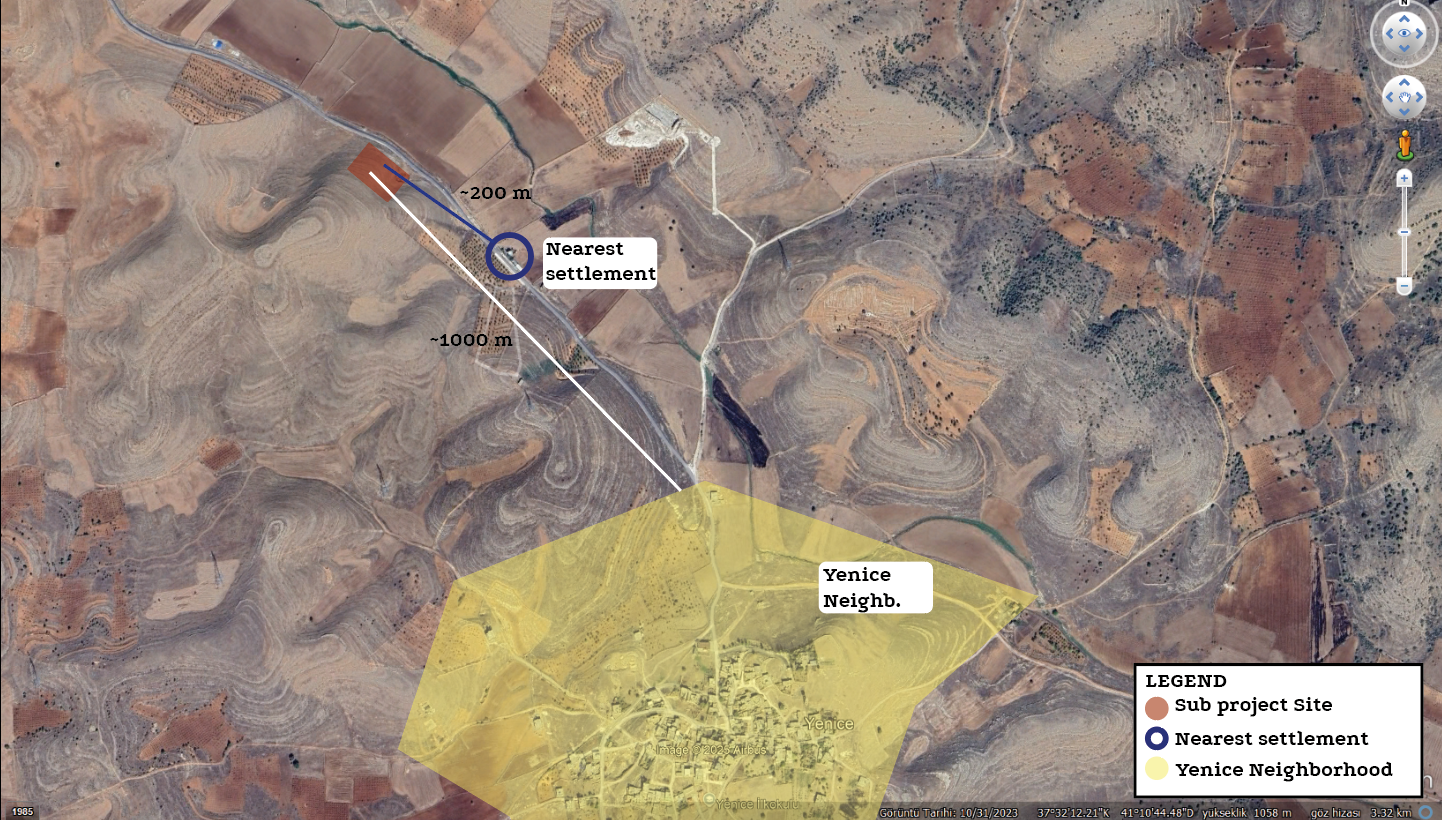 N
~200 m
Nearest
settlement
~1000 m
Yenice
Neighb.
Yenice
Image © 2025 Airbus
Yenice İlkokulu
LEGEND
Sub project Site
Nearest settlement
Yenice Neighborhood
1985
Görüntü Tarihi: 10/31/2023 37°32'12.21"K 41°10'44.48"D yükseklik 1058 m göz hizası 3.32 km